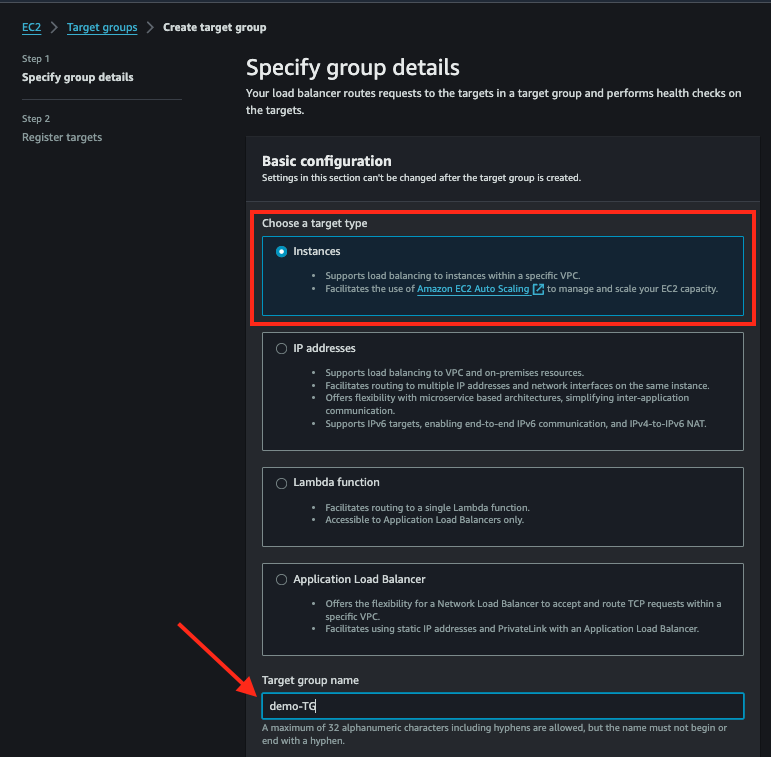 EC2 > Target groups > Create target group
Step 1
Specify group details
Step 2
Register targets
Specify group details
Your load balancer routes requests to the targets in a target group and performs health checks on
the targets.
Basic configuration
Settings in this section can't be changed after the target group is created.
Choose a target type
Instances
• Supports load balancing to instances within a specific VPC.
• Facilitates the use of Amazon EC2 Auto Scaling to manage and scale your EC2 capacity.
IP addresses
• Supports load balancing to VPC and on-premises resources.
• Facilitates routing to multiple IP addresses and network interfaces on the same instance.
• Offers flexibility with microservice based architectures, simplifying inter-application
communication.
• Supports IPv6 targets, enabling end-to-end IPv6 communication, and IPv4-to-IPv6 NAT.
Lambda function
• Facilitates routing to a single Lambda function.
• Accessible to Application Load Balancers only.
Application Load Balancer
• Offers the flexibility for a Network Load Balancer to accept and route TCP requests within a
specific VPC.
• Facilitates using static IP addresses and PrivateLink with an Application Load Balancer.
Target group name
demo-TG
A maximum of 32 alphanumeric characters including hyphens are allowed, but the name must not begin or
end with a hyphen.